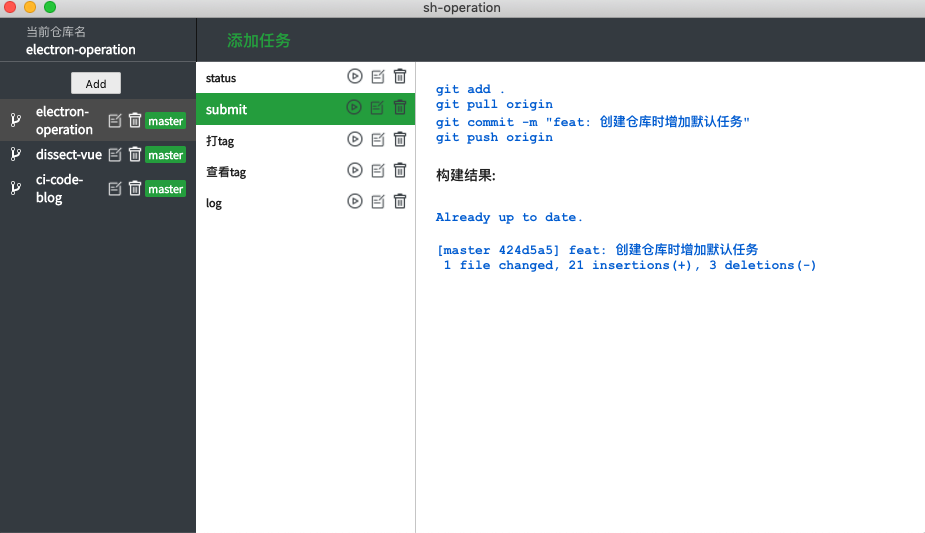 sh-operation
当前仓库名
electron-operation
添加任务
Add
electron-
operation
master
dissect-vue
master
ci-code-
blog
master
status
submit
打tag
查看tag
log
git add .
git pull origin
git commit -m "feat: 创建仓库时增加默认任务"
git push origin
构建结果:
Already up to date.
[master 424d5a5] feat: 创建仓库时增加默认任务
1 file changed, 21 insertions(+), 3 deletions(-)